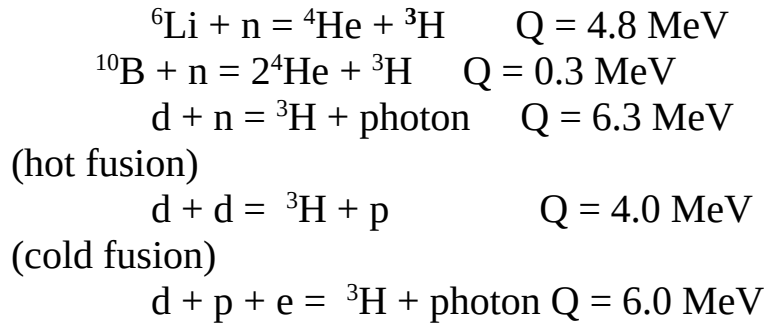 ⁶Li + n = ⁴He + ³H Q = 4.8 MeV
¹⁰B + n = 2⁴He + ³H Q = 0.3 MeV
d + n = ³H + photon Q = 6.3 MeV
(hot fusion)
d + d = ³H + p Q = 4.0 MeV
(cold fusion)
d + p + e = ³H + photon Q = 6.0 MeV